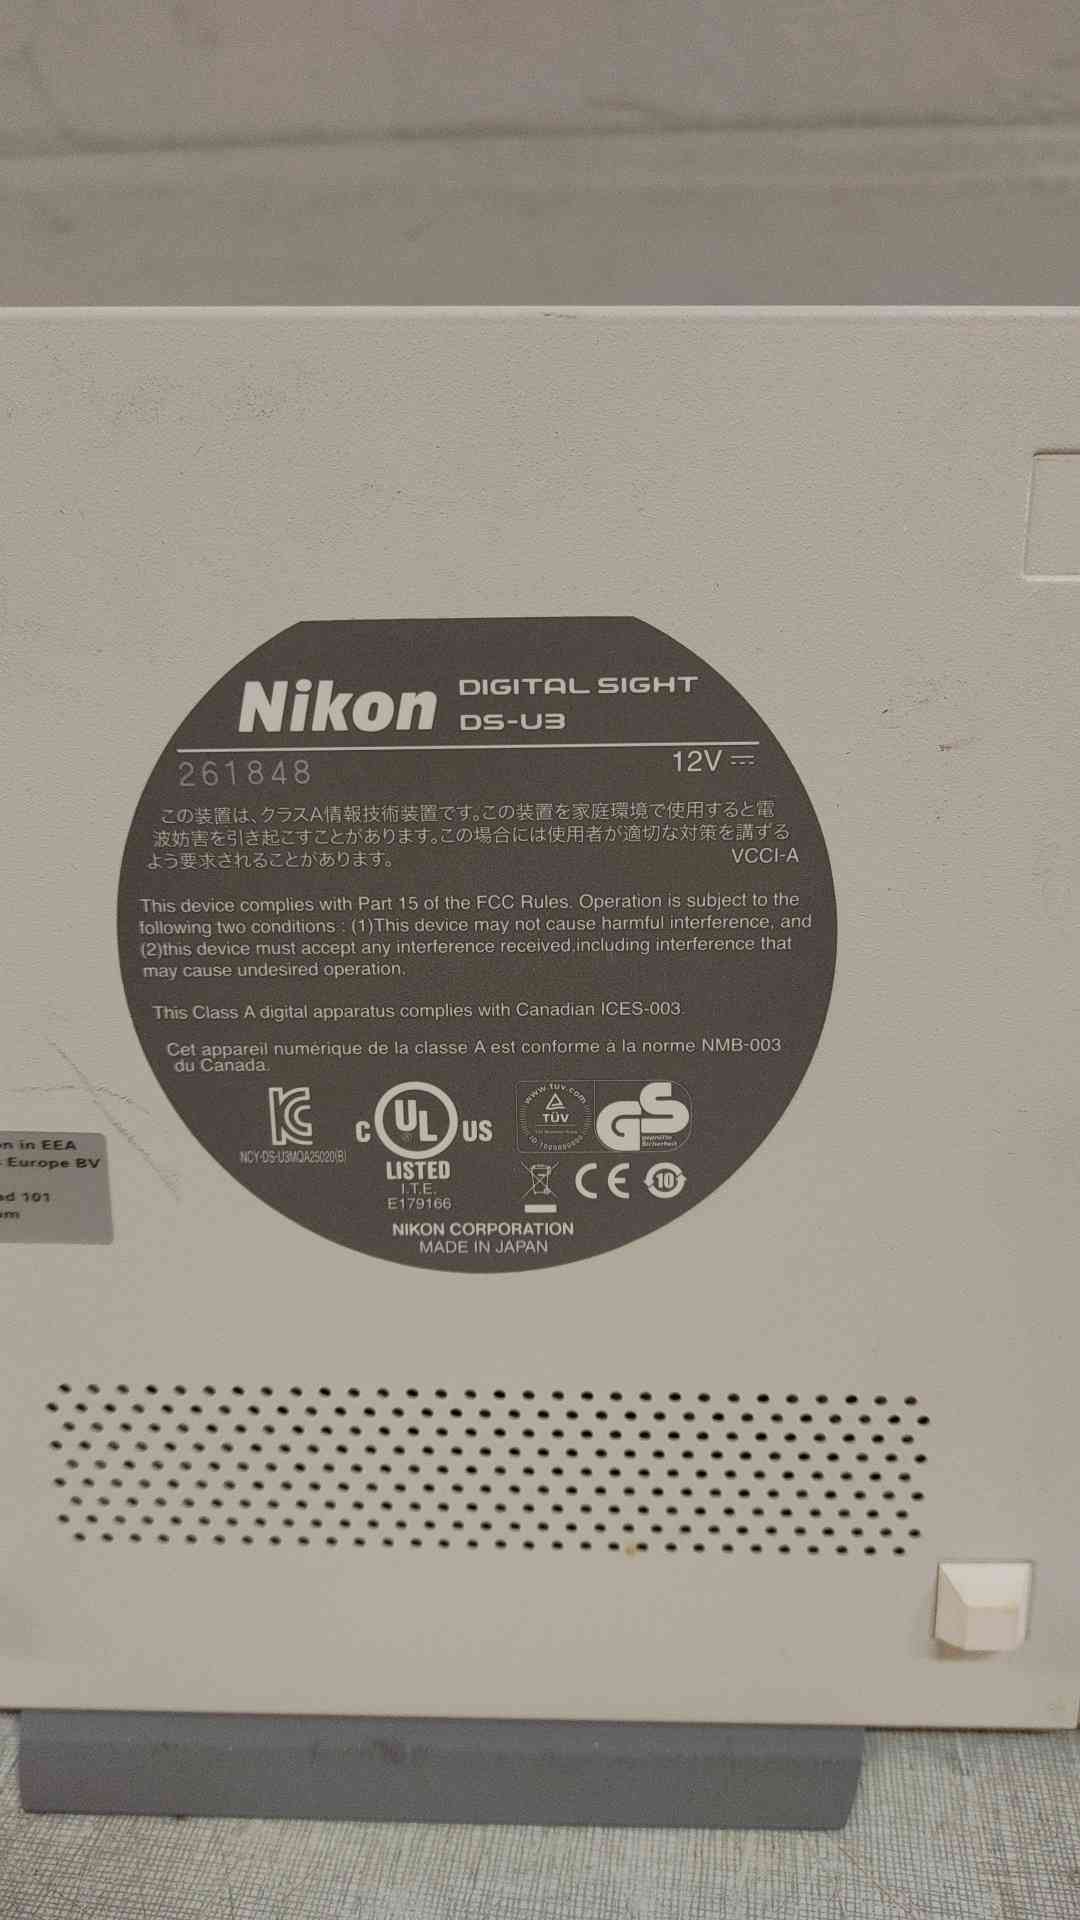 Nikon DIGITAL SIGHT
DS-U3
261848
12V
この装置は、クラスA情報技術装置です。この装置を家庭環境で使用すると電
波妨害を引き起こすことがあります。この場合には使用者が適切な対策を講ずる
よう要求されることがあります。
VCCI-A
This device complies with Part 15 of the FCC Rules. Operation is subject to the
following two conditions : (1)This device may not cause harmful interference, and
(2)this device must accept any interference received,including interference that
may cause undesired operation.
This Class A digital apparatus complies with Canadian ICES-003.
Cet appareil numérique de la classe A est conforme à la norme NMB-003
du Canada.
NCY-DS-U3MQA25020(B)
C UL US
LISTED
I.T.E.
E179166
www.tuv.com
TÜV
GS
geprüfte
Sicherheit
CE
10
NIKON CORPORATION
MADE IN JAPAN
n in EEA
Europe BV
101